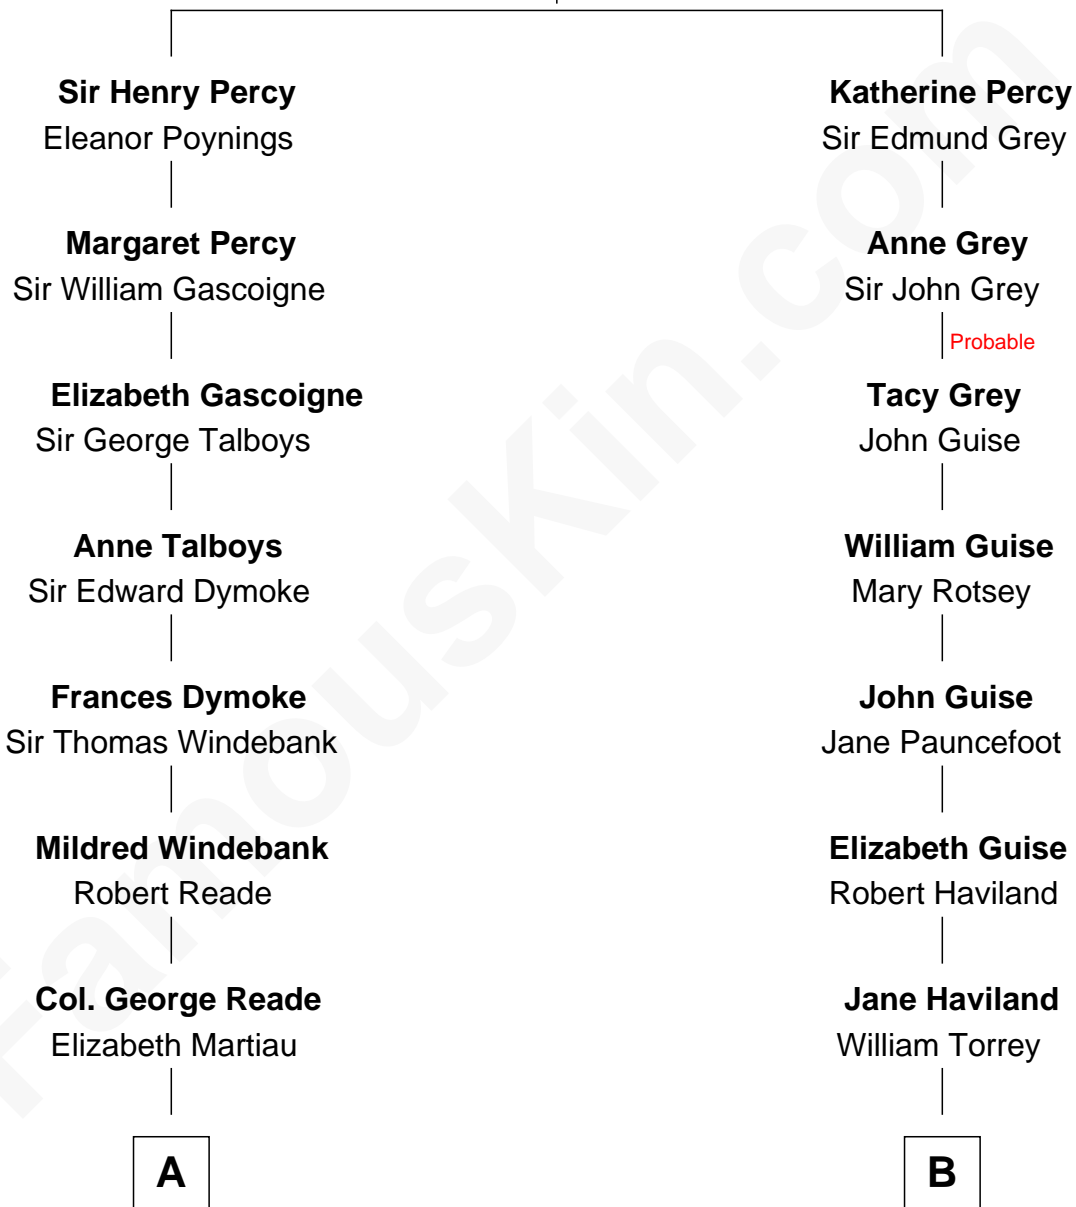 Sir Henry Percy
Eleanor Poynings
Margaret Percy
Sir William Gascoigne
Elizabeth Gascoigne
Sir George Talboys
Anne Talboys
Sir Edward Dymoke
Frances Dymoke
Sir Thomas Windebank
Mildred Windebank
Robert Reade
Col. George Reade
Elizabeth Martiau
A
Katherine Percy
Sir Edmund Grey
Anne Grey
Sir John Grey
Probable
Tacy Grey
John Guise
William Guise
Mary Rotsey
John Guise
Jane Pauncefoot
Elizabeth Guise
Robert Haviland
Jane Haviland
William Torrey
B
FamousKin.com